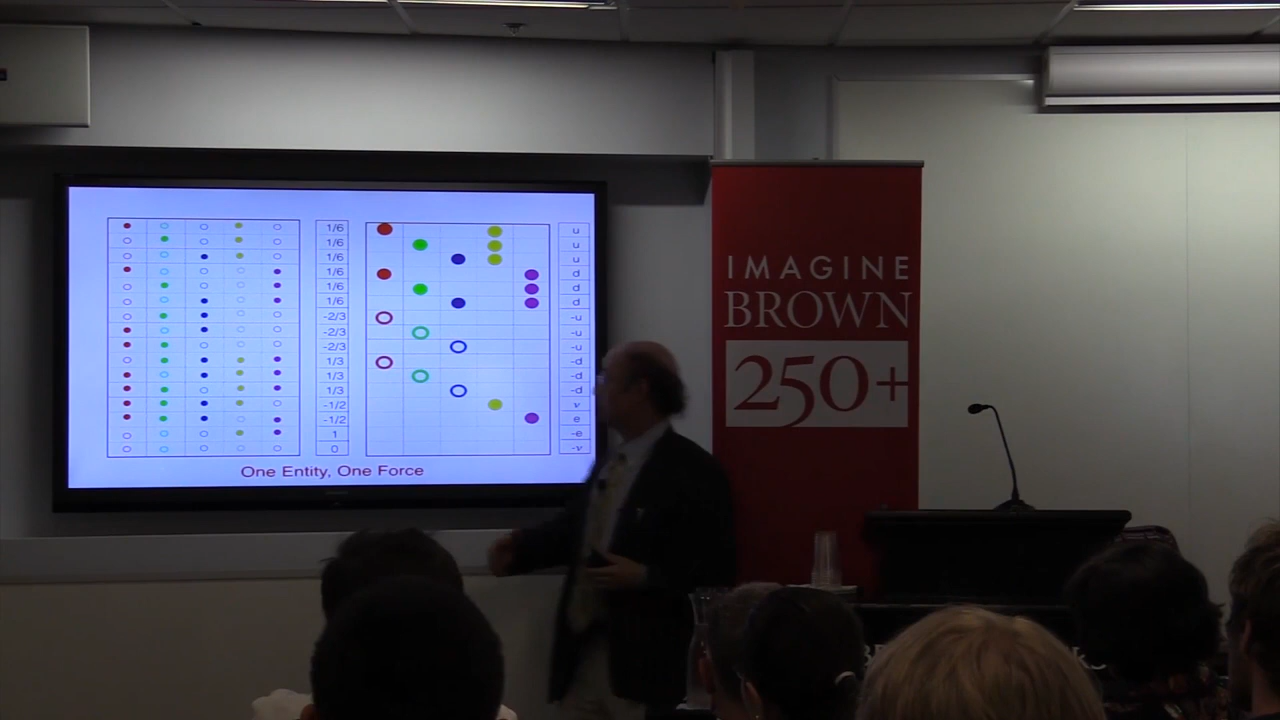 1/6 u
1/6 u
1/6 u
1/6 d
1/6 d
1/6 d
-2/3 -u
-2/3 -u
-2/3 -u
1/3 -d
1/3 -d
1/3 -d
-1/2 ν
-1/2 e
1 -e
0 -ν
One Entity, One Force
IMAGINE
BROWN
250+